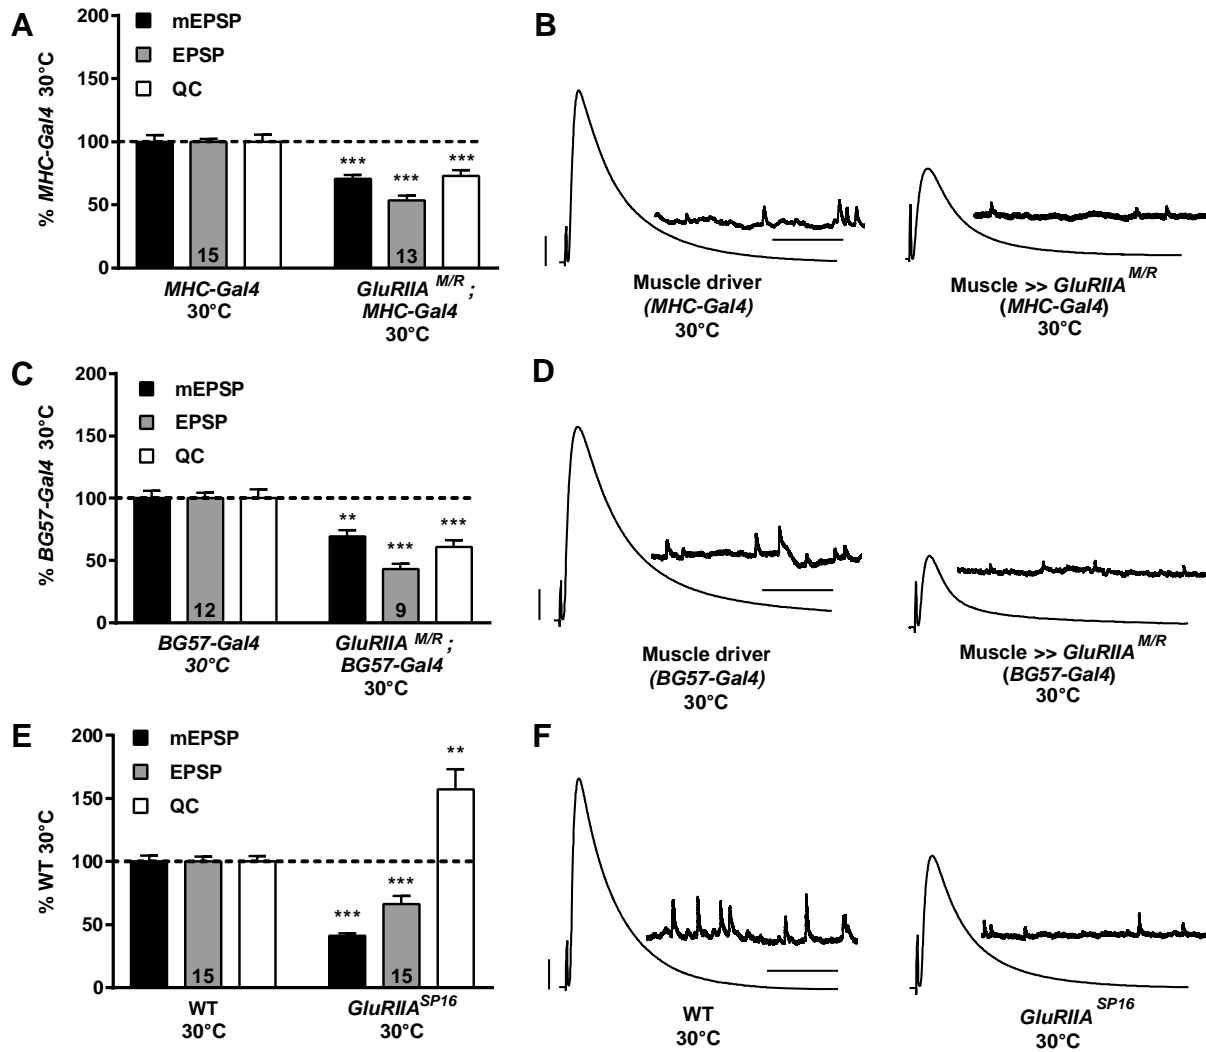 A
200
150
100
50
0
% MHC-Gal4 30°C
mEPSP
EPSP
QC
***
***
***
15
13
MHC-Gal4
30°C
GluRIIA M/R ;
MHC-Gal4
30°C
B
Muscle driver
(MHC-Gal4)
30°C
Muscle >> GluRIIA M/R
(MHC-Gal4)
30°C
C
200
150
100
50
0
% BG57-Gal4 30°C
mEPSP
EPSP
QC
**
***
***
12
9
BG57-Gal4
30°C
GluRIIA M/R ;
BG57-Gal4
30°C
D
Muscle driver
(BG57-Gal4)
30°C
Muscle >> GluRIIA M/R
(BG57-Gal4)
30°C
E
200
150
100
50
0
% WT 30°C
mEPSP
EPSP
QC
***
***
**
15
15
WT
30°C
GluRIIA SP16
30°C
F
WT
30°C
GluRIIA SP16
30°C